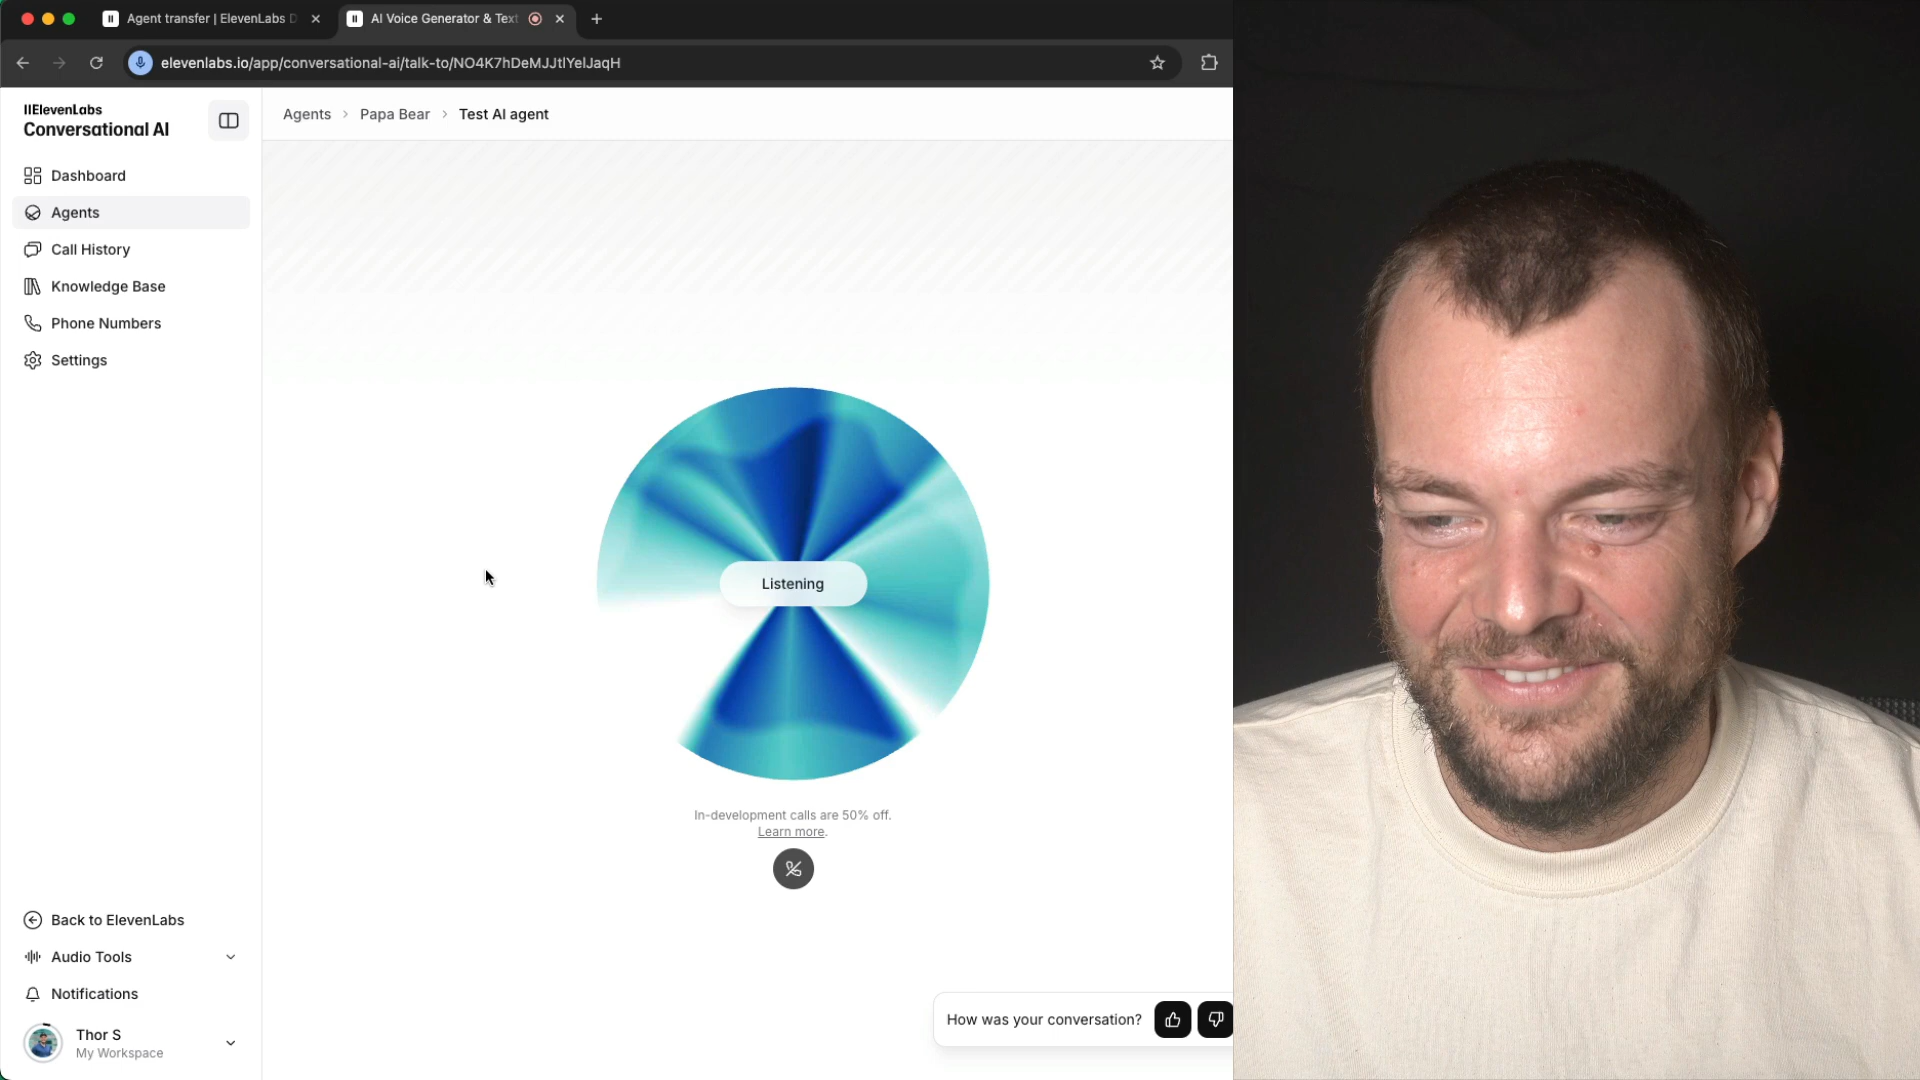 Agent transfer | ElevenLabs D
AI Voice Generator & Text
elevenlabs.io/app/conversational-ai/talk-to/NO4K7hDeMJJtlYelJaqH
IIElevenLabs
Conversational AI
Agents
Papa Bear
Test AI agent
Dashboard
Agents
Call History
Knowledge Base
Phone Numbers
Settings
Listening
In-development calls are 50% off.
Learn more.
Back to ElevenLabs
Audio Tools
Notifications
Thor S
My Workspace
How was your conversation?